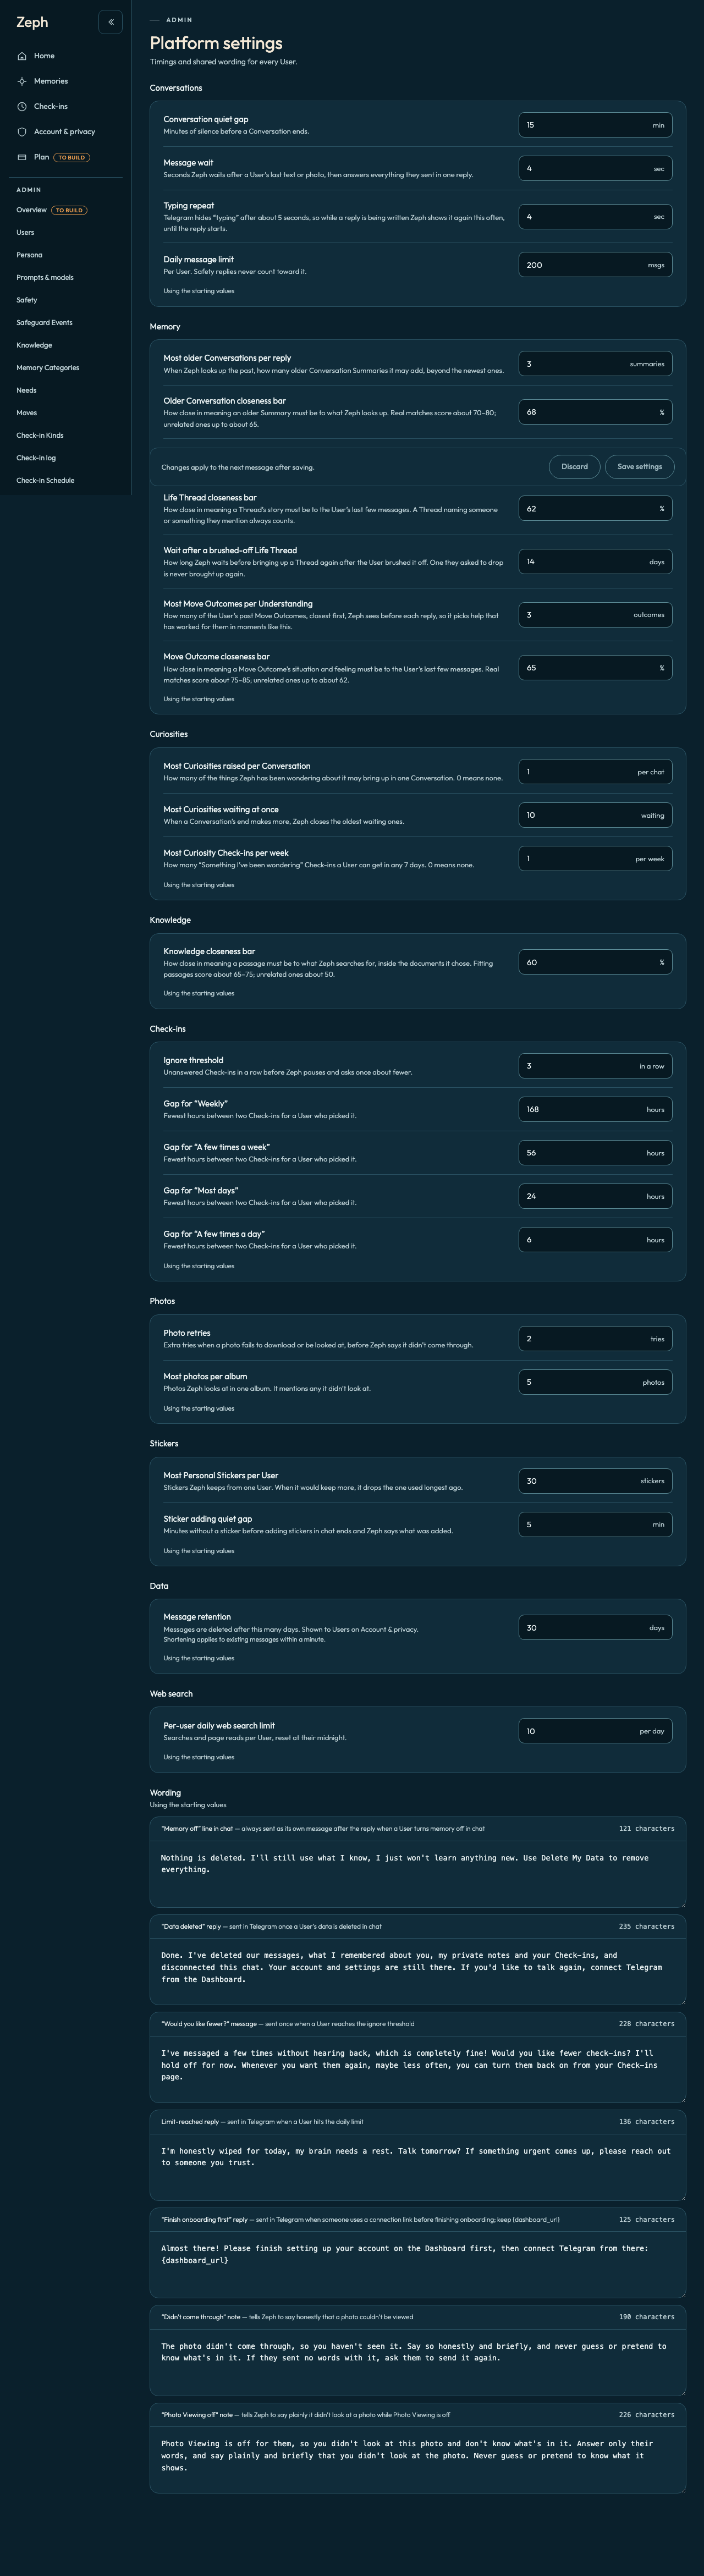 Zeph
Home
Memories
Check-ins
Account & privacy
Plan TO BUILD
ADMIN
Overview TO BUILD
Users
Persona
Prompts & models
Safety
Safeguard Events
Knowledge
Memory Categories
Needs
Moves
Check-in Kinds
Check-in log
Check-in Schedule
ADMIN
Platform settings
Timings and shared wording for every User.
Conversations
Conversation quiet gap
Minutes of silence before a Conversation ends.
15 min
Message wait
Seconds Zeph waits after a User's last text or photo, then answers everything they sent in one reply.
4 sec
Typing repeat
Telegram hides "typing" after about 5 seconds, so while a reply is being written Zeph shows it again this often,
until the reply starts.
4 sec
Daily message limit
Per User. Safety replies never count toward it.
200 msgs
Using the starting values
Memory
Most older Conversations per reply
When Zeph looks up the past, how many older Conversation Summaries it may add, beyond the newest ones.
3 summaries
Older Conversation closeness bar
How close in meaning an older Summary must be to what Zeph looks up. Real matches score about 70–80;
unrelated ones up to about 65.
68 %
Changes apply to the next message after saving.
Discard
Save settings
Life Thread closeness bar
How close in meaning a Thread's story must be to the User's last few messages. A Thread naming someone
or something they mention always counts.
62 %
Wait after a brushed-off Life Thread
How long Zeph waits before bringing up a Thread again after the User brushed it off. One they asked to drop
is never brought up again.
14 days
Most Move Outcomes per Understanding
How many of the User's past Move Outcomes, closest first, Zeph sees before each reply, so it picks help that
has worked for them in moments like this.
3 outcomes
Move Outcome closeness bar
How close in meaning a Move Outcome's situation and feeling must be to the User's last few messages. Real
matches score about 75–85; unrelated ones up to about 62.
65 %
Using the starting values
Curiosities
Most Curiosities raised per Conversation
How many of the things Zeph has been wondering about it may bring up in one Conversation. 0 means none.
1 per chat
Most Curiosities waiting at once
When a Conversation's end makes more, Zeph closes the oldest waiting ones.
10 waiting
Most Curiosity Check-ins per week
How many "Something I've been wondering" Check-ins a User can get in any 7 days. 0 means none.
1 per week
Using the starting values
Knowledge
Knowledge closeness bar
How close in meaning a passage must be to what Zeph searches for, inside the documents it chose. Fitting
passages score about 65–75; unrelated ones about 50.
60 %
Using the starting values
Check-ins
Ignore threshold
Unanswered Check-ins in a row before Zeph pauses and asks once about fewer.
3 in a row
Gap for "Weekly"
Fewest hours between two Check-ins for a User who picked it.
168 hours
Gap for "A few times a week"
Fewest hours between two Check-ins for a User who picked it.
56 hours
Gap for "Most days"
Fewest hours between two Check-ins for a User who picked it.
24 hours
Gap for "A few times a day"
Fewest hours between two Check-ins for a User who picked it.
6 hours
Using the starting values
Photos
Photo retries
Extra tries when a photo fails to download or be looked at, before Zeph says it didn't come through.
2 tries
Most photos per album
Photos Zeph looks at in one album. It mentions any it didn't look at.
5 photos
Using the starting values
Stickers
Most Personal Stickers per User
Stickers Zeph keeps from one User. When it would keep more, it drops the one used longest ago.
30 stickers
Sticker adding quiet gap
Minutes without a sticker before adding stickers in chat ends and Zeph says what was added.
5 min
Using the starting values
Data
Message retention
Messages are deleted after this many days. Shown to Users on Account & privacy.
Shortening applies to existing messages within a minute.
30 days
Using the starting values
Web search
Per-user daily web search limit
Searches and page reads per User, reset at their midnight.
10 per day
Using the starting values
Wording
Using the starting values
"Memory off" line in chat — always sent as its own message after the reply when a User turns memory off in chat 121 characters
Nothing is deleted. I'll still use what I know, I just won't learn anything new. Use Delete My Data to remove
everything.
"Data deleted" reply — sent in Telegram once a User's data is deleted in chat 235 characters
Done. I've deleted our messages, what I remembered about you, my private notes and your Check-ins, and
disconnected this chat. Your account and settings are still there. If you'd like to talk again, connect Telegram
from the Dashboard.
"Would you like fewer?" message — sent once when a User reaches the ignore threshold 228 characters
I've messaged a few times without hearing back, which is completely fine! Would you like fewer check-ins? I'll
hold off for now. Whenever you want them again, maybe less often, you can turn them back on from your Check-ins
page.
Limit-reached reply — sent in Telegram when a User hits the daily limit 136 characters
I'm honestly wiped for today, my brain needs a rest. Talk tomorrow? If something urgent comes up, please reach out
to someone you trust.
"Finish onboarding first" reply — sent in Telegram when someone uses a connection link before finishing onboarding; keep {dashboard_url} 125 characters
Almost there! Please finish setting up your account on the Dashboard first, then connect Telegram from there:
{dashboard_url}
"Didn't come through" note — tells Zeph to say honestly that a photo couldn't be viewed 190 characters
The photo didn't come through, so you haven't seen it. Say so honestly and briefly, and never guess or pretend to
know what's in it. If they sent no words with it, ask them to send it again.
"Photo Viewing off" note — tells Zeph to say plainly it didn't look at a photo while Photo Viewing is off 226 characters
Photo Viewing is off for them, so you didn't look at this photo and don't know what's in it. Answer only their
words, and say plainly and briefly that you didn't look at the photo. Never guess or pretend to know what it
shows.